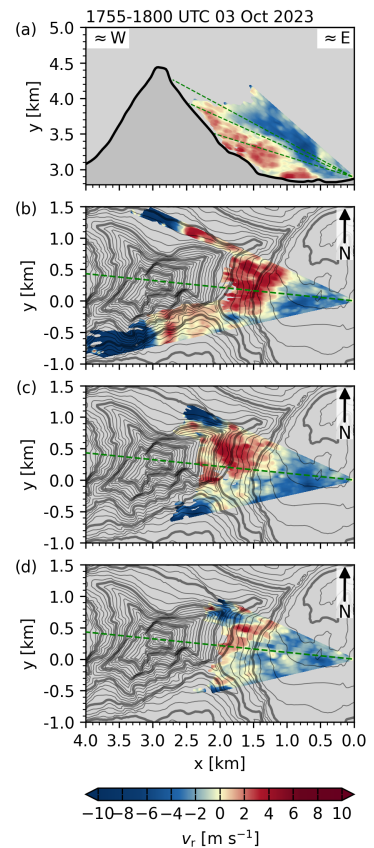 1755-1800 UTC 03 Oct 2023
(a)
≈ W
≈ E
5.0
4.5
4.0
3.5
3.0
y [km]
(b)
1.5
1.0
0.5
0.0
-0.5
-1.0
y [km]
N
(c)
1.5
1.0
0.5
0.0
-0.5
-1.0
y [km]
N
(d)
1.5
1.0
0.5
0.0
-0.5
-1.0
y [km]
N
4.0 3.5 3.0 2.5 2.0 1.5 1.0 0.5 0.0
x [km]
−10 −8 −6 −4 −2 0 2 4 6 8 10
vr [m s−1]